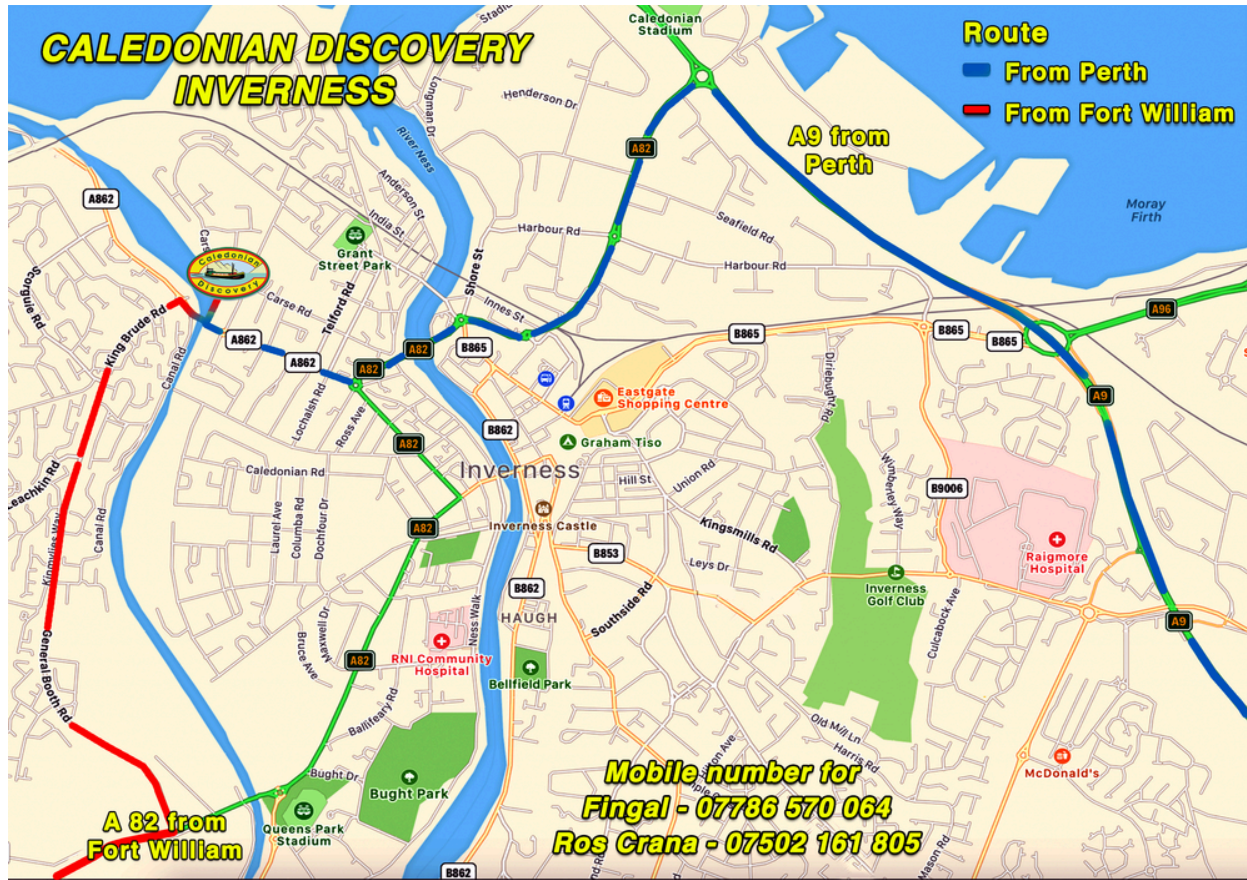 CALEDONIAN DISCOVERY
INVERNESS
Caledonian
Stadium
Route
From Perth
From Fort William
Longman Dr
Henderson Dr
River Ness
A82
A9 from
Perth
Moray
Firth
A862
Anderson St
India St
Seafield Rd
Harbour Rd
Harbour Rd
Grant
Street Park
Shore St
Caledonian
Discovery
Scorguie Rd
Carse Rd
Telford Rd
Innes St
King Brude Rd
A96
A862
A862
A82
A82
B865
B865
B865
B865
Canal Rd
Lochalsh Rd
Ross Ave
Diriebught Rd
Eastgate
Shopping Centre
A9
B862
Graham Tiso
A82
Inverness
Caledonian Rd
Leachkin Rd
Hill St
Union Rd
Wimberley Way
B9006
Canal Rd
Kinmylies Way
Laurel Ave
Columba Rd
Dochfour Dr
A82
Inverness Castle
Kingsmills Rd
B853
Leys Dr
Raigmore
Hospital
Inverness
Golf Club
B862
HAUGH
Southside Rd
Culcabock Ave
A9
General Booth Rd
Bruce Ave
Maxwell Dr
Ness Walk
A82
RNI Community
Hospital
Bellfield Park
Ballifeary Rd
Old Mill Ln
Harris Rd
Hilton Ave
McDonald's
Bught Dr
Bught Park
Mobile number for
Fingal - 07786 570 064
Ros Crana - 07502 161 805
A 82 from
Fort William
Queens Park
Stadium
Mason Rd
B862